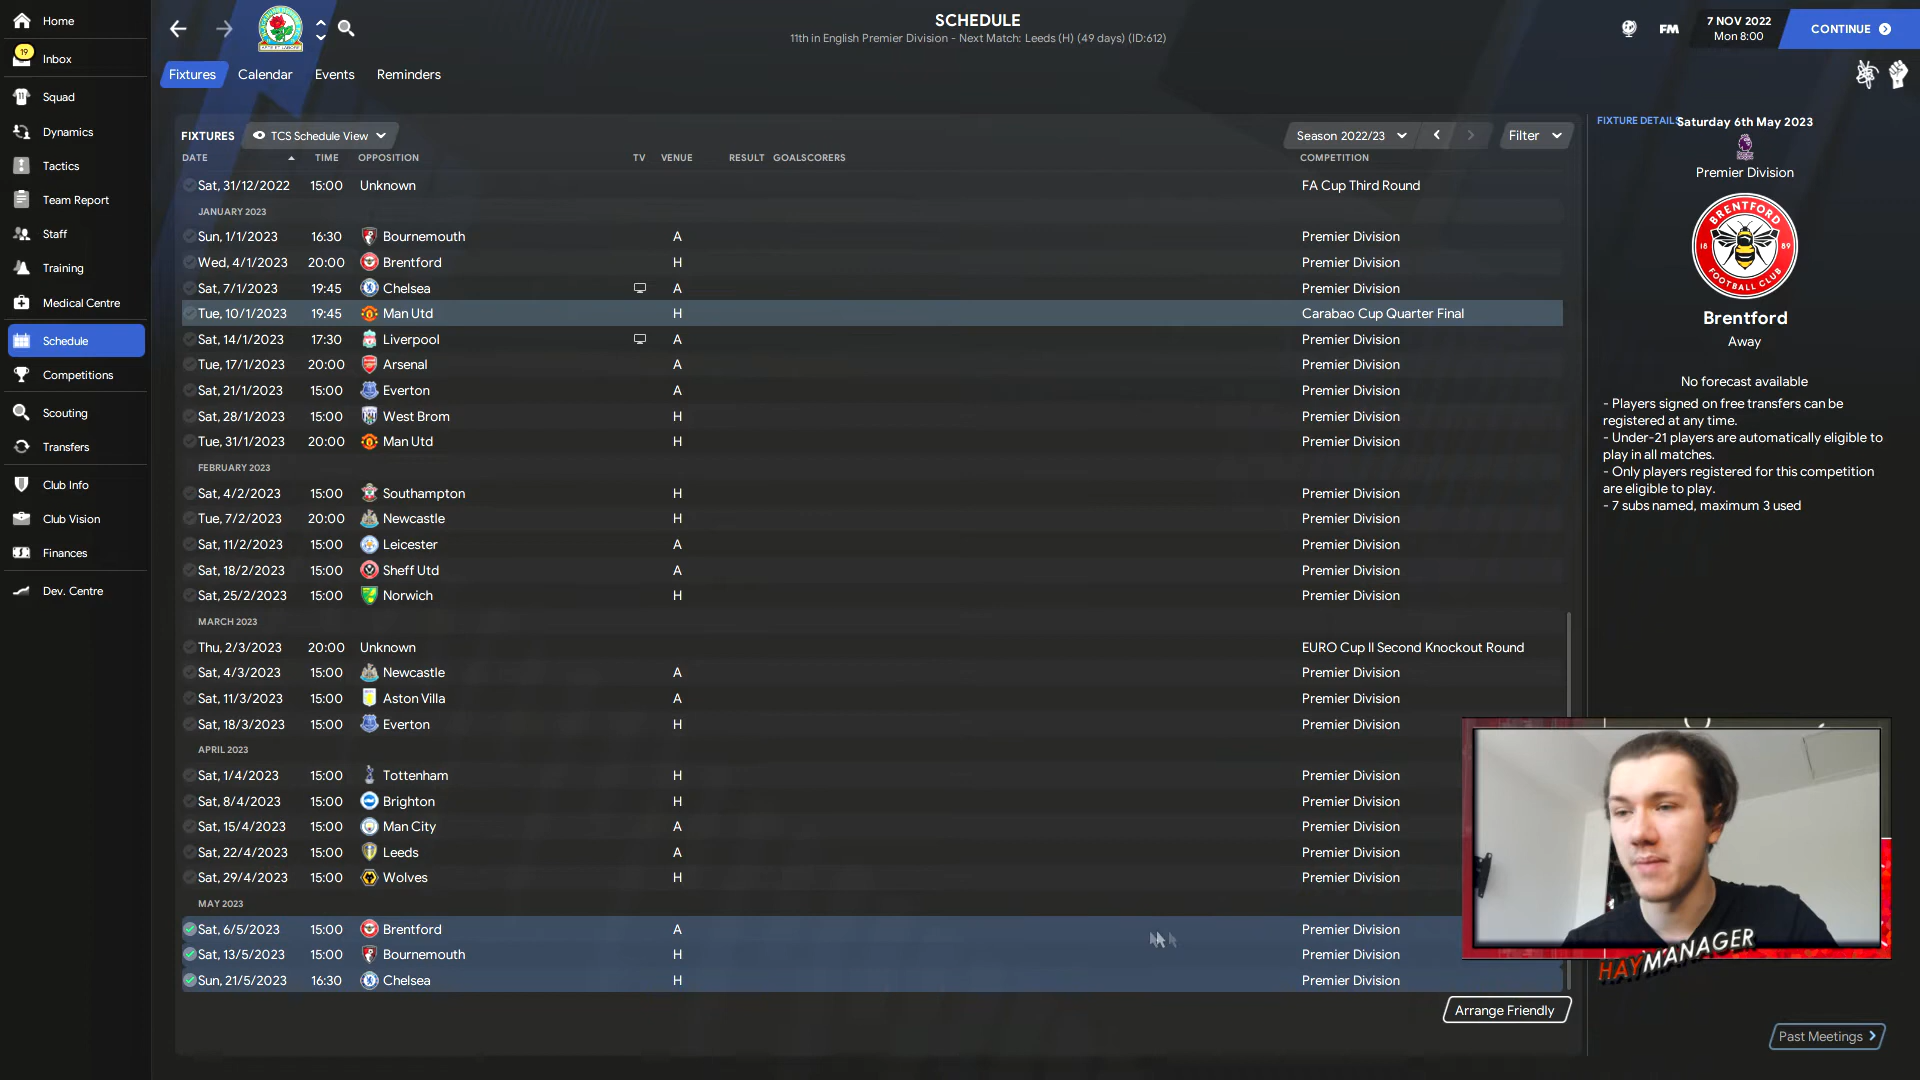 Home
19
Inbox
Squad
Dynamics
Tactics
Team Report
Staff
Training
Medical Centre
Schedule
Competitions
Scouting
Transfers
Club Info
Club Vision
Finances
Dev. Centre
SCHEDULE
11th in English Premier Division - Next Match: Leeds (H) (49 days) (ID:612)
FM
7 NOV 2022
Mon 8:00
CONTINUE
Fixtures Calendar Events Reminders
FIXTURES TCS Schedule View Season 2022/23 Filter
DATE TIME OPPOSITION TV VENUE RESULT GOALSCORERS COMPETITION
Sat, 31/12/2022 15:00 Unknown FA Cup Third Round
JANUARY 2023
Sun, 1/1/2023 16:30 Bournemouth A Premier Division
Wed, 4/1/2023 20:00 Brentford H Premier Division
Sat, 7/1/2023 19:45 Chelsea A Premier Division
Tue, 10/1/2023 19:45 Man Utd H Carabao Cup Quarter Final
Sat, 14/1/2023 17:30 Liverpool A Premier Division
Tue, 17/1/2023 20:00 Arsenal A Premier Division
Sat, 21/1/2023 15:00 Everton A Premier Division
Sat, 28/1/2023 15:00 West Brom H Premier Division
Tue, 31/1/2023 20:00 Man Utd H Premier Division
FEBRUARY 2023
Sat, 4/2/2023 15:00 Southampton H Premier Division
Tue, 7/2/2023 20:00 Newcastle H Premier Division
Sat, 11/2/2023 15:00 Leicester A Premier Division
Sat, 18/2/2023 15:00 Sheff Utd A Premier Division
Sat, 25/2/2023 15:00 Norwich H Premier Division
MARCH 2023
Thu, 2/3/2023 20:00 Unknown EURO Cup II Second Knockout Round
Sat, 4/3/2023 15:00 Newcastle A Premier Division
Sat, 11/3/2023 15:00 Aston Villa A Premier Division
Sat, 18/3/2023 15:00 Everton H Premier Division
APRIL 2023
Sat, 1/4/2023 15:00 Tottenham H Premier Division
Sat, 8/4/2023 15:00 Brighton H Premier Division
Sat, 15/4/2023 15:00 Man City A Premier Division
Sat, 22/4/2023 15:00 Leeds A Premier Division
Sat, 29/4/2023 15:00 Wolves H Premier Division
MAY 2023
Sat, 6/5/2023 15:00 Brentford A Premier Division
Sat, 13/5/2023 15:00 Bournemouth H Premier Division
Sun, 21/5/2023 16:30 Chelsea H Premier Division
Arrange Friendly
FIXTURE DETAILS
Saturday 6th May 2023
Premier Division
BRENTFORD
18 89
FOOTBALL CLUB
Brentford
Away
No forecast available
- Players signed on free transfers can be
registered at any time.
- Under-21 players are automatically eligible to
play in all matches.
- Only players registered for this competition
are eligible to play.
- 7 subs named, maximum 3 used
HAYMANAGER
Past Meetings